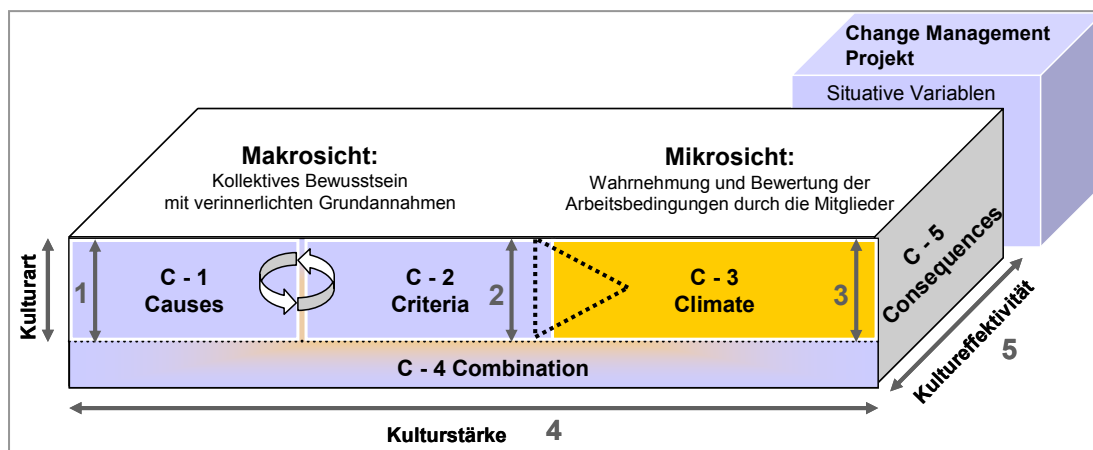 Change Management
Projekt
Situative Variablen
Makrosicht:
Kollektives Bewusstsein
mit verinnerlichten Grundannahmen
Mikrosicht:
Wahrnehmung und Bewertung der
Arbeitsbedingungen durch die Mitglieder
Kulturart
1
C - 1
Causes
C - 2
Criteria
2
C - 3
Climate
3
C - 5
Consequences
Kultureffektivität
5
C - 4 Combination
Kulturstärke
4